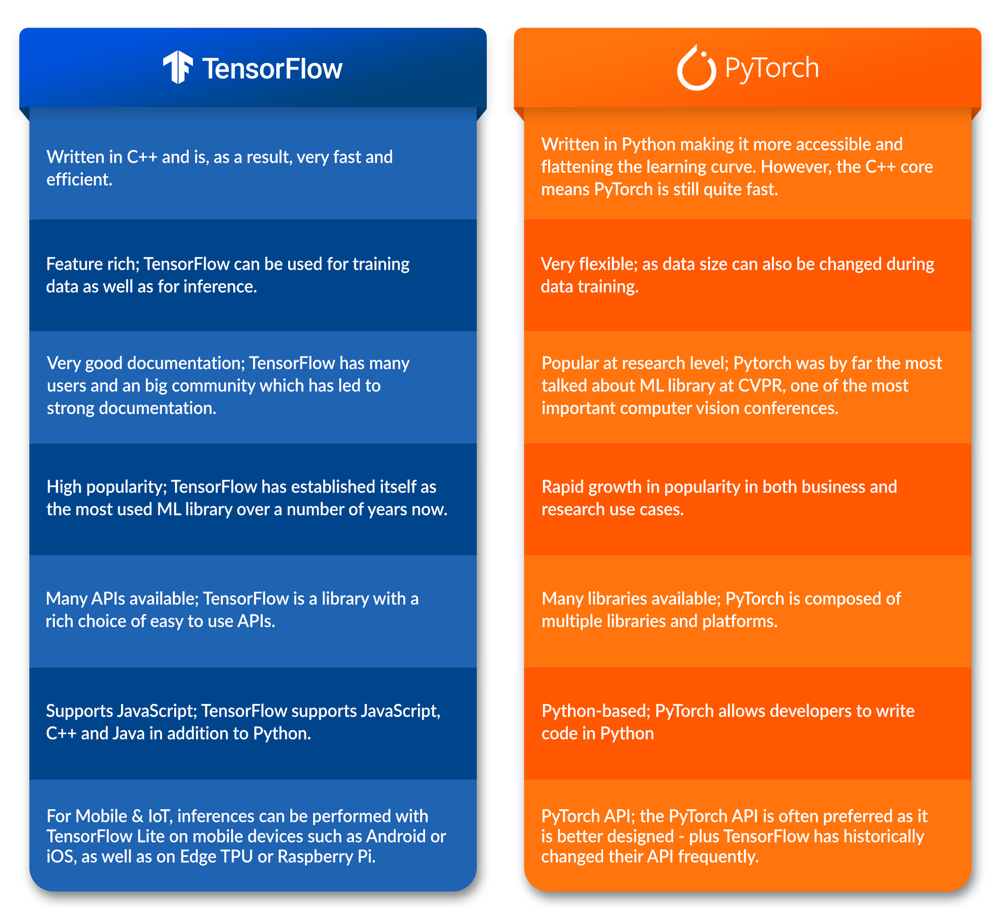 TensorFlow
Written in C++ and is, as a result, very fast and
efficient.
Feature rich; TensorFlow can be used for training
data as well as for inference.
Very good documentation; TensorFlow has many
users and an big community which has led to
strong documentation.
High popularity; TensorFlow has established itself as
the most used ML library over a number of years now.
Many APIs available; TensorFlow is a library with a
rich choice of easy to use APIs.
Supports JavaScript; TensorFlow supports JavaScript,
C++ and Java in addition to Python.
For Mobile & IoT, inferences can be performed with
TensorFlow Lite on mobile devices such as Android or
iOS, as well as on Edge TPU or Raspberry Pi.
PyTorch
Written in Python making it more accessible and
flattening the learning curve. However, the C++ core
means PyTorch is still quite fast.
Very flexible; as data size can also be changed during
data training.
Popular at research level; Pytorch was by far the most
talked about ML library at CVPR, one of the most
important computer vision conferences.
Rapid growth in popularity in both business and
research use cases.
Many libraries available; PyTorch is composed of
multiple libraries and platforms.
Python-based; PyTorch allows developers to write
code in Python
PyTorch API; the PyTorch API is often preferred as it
is better designed - plus TensorFlow has historically
changed their API frequently.